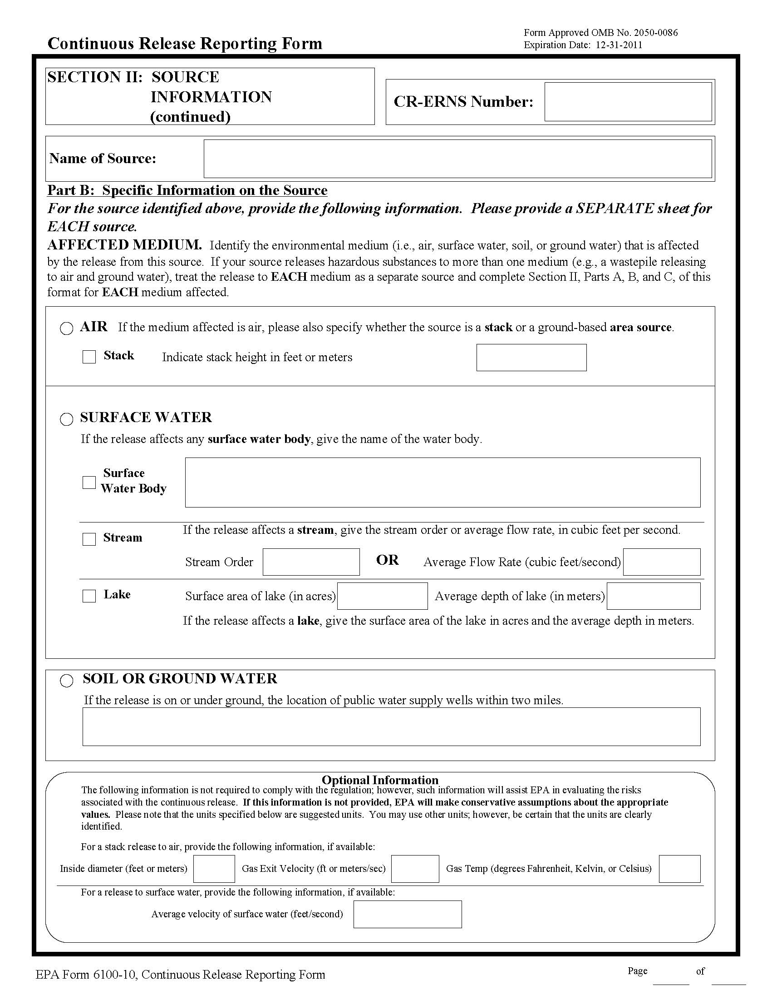 Continuous Release Reporting Form
Form Approved OMB No. 2050-0086
Expiration Date:  12-31-2011
SECTION II:  SOURCE
INFORMATION
(continued)
CR-ERNS Number:
Name of Source:
Part B:  Specific Information on the Source
For the source identified above, provide the following information.  Please provide a SEPARATE sheet for
EACH source.
AFFECTED MEDIUM.  Identify the environmental medium (i.e., air, surface water, soil, or ground water) that is affected
by the release from this source.  If your source releases hazardous substances to more than one medium (e.g., a wastepile releasing
to air and ground water), treat the release to EACH medium as a separate source and complete Section II, Parts A, B, and C, of this
format for EACH medium affected.
AIR   If the medium affected is air, please also specify whether the source is a stack or a ground-based area source.
Stack   Indicate stack height in feet or meters
SURFACE WATER
If the release affects any surface water body, give the name of the water body.
Surface
Water Body
If the release affects a stream, give the stream order or average flow rate, in cubic feet per second.
Stream
Stream Order   OR   Average Flow Rate (cubic feet/second)
Lake   Surface area of lake (in acres)   Average depth of lake (in meters)
If the release affects a lake, give the surface area of the lake in acres and the average depth in meters.
SOIL OR GROUND WATER
If the release is on or under ground, the location of public water supply wells within two miles.
Optional Information
The following information is not required to comply with the regulation; however, such information will assist EPA in evaluating the risks
associated with the continuous release.  If this information is not provided, EPA will make conservative assumptions about the appropriate
values.  Please note that the units specified below are suggested units.  You may use other units; however, be certain that the units are clearly
identified.
For a stack release to air, provide the following information, if available:
Inside diameter (feet or meters)   Gas Exit Velocity (ft or meters/sec)   Gas Temp (degrees Fahrenheit, Kelvin, or Celsius)
For a release to surface water, provide the following information, if available:
Average velocity of surface water (feet/second)
EPA Form 6100-10, Continuous Release Reporting Form
Page   of